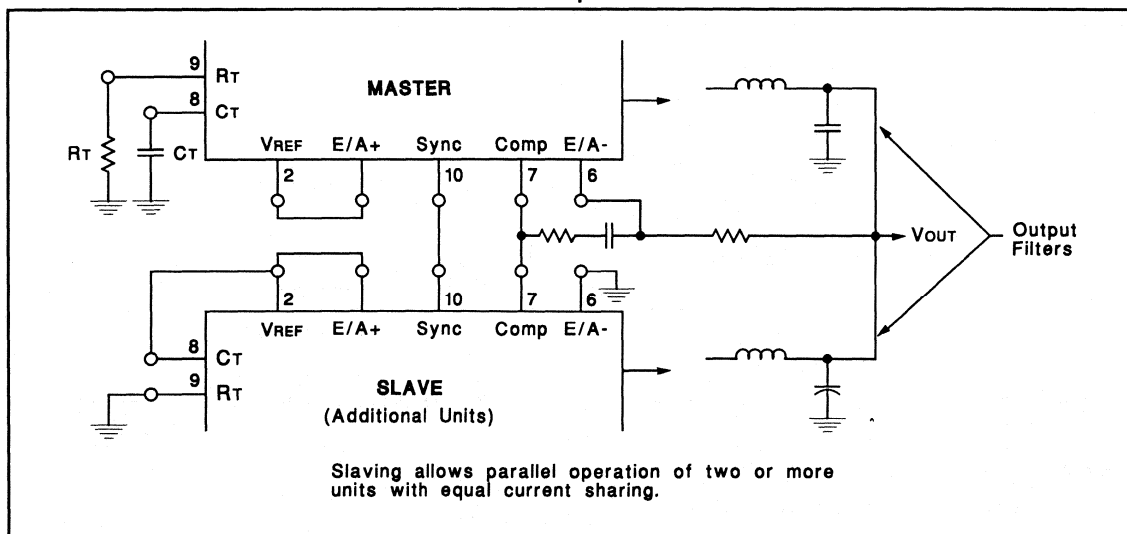 9
RT
8
CT
MASTER
RT
CT
VREF E/A+ Sync Comp E/A-
2 10 7 6
VOUT
Output
Filters
2 10 7 6
VREF E/A+ Sync Comp E/A-
8
CT
9
RT
SLAVE
(Additional Units)
Slaving allows parallel operation of two or more
units with equal current sharing.